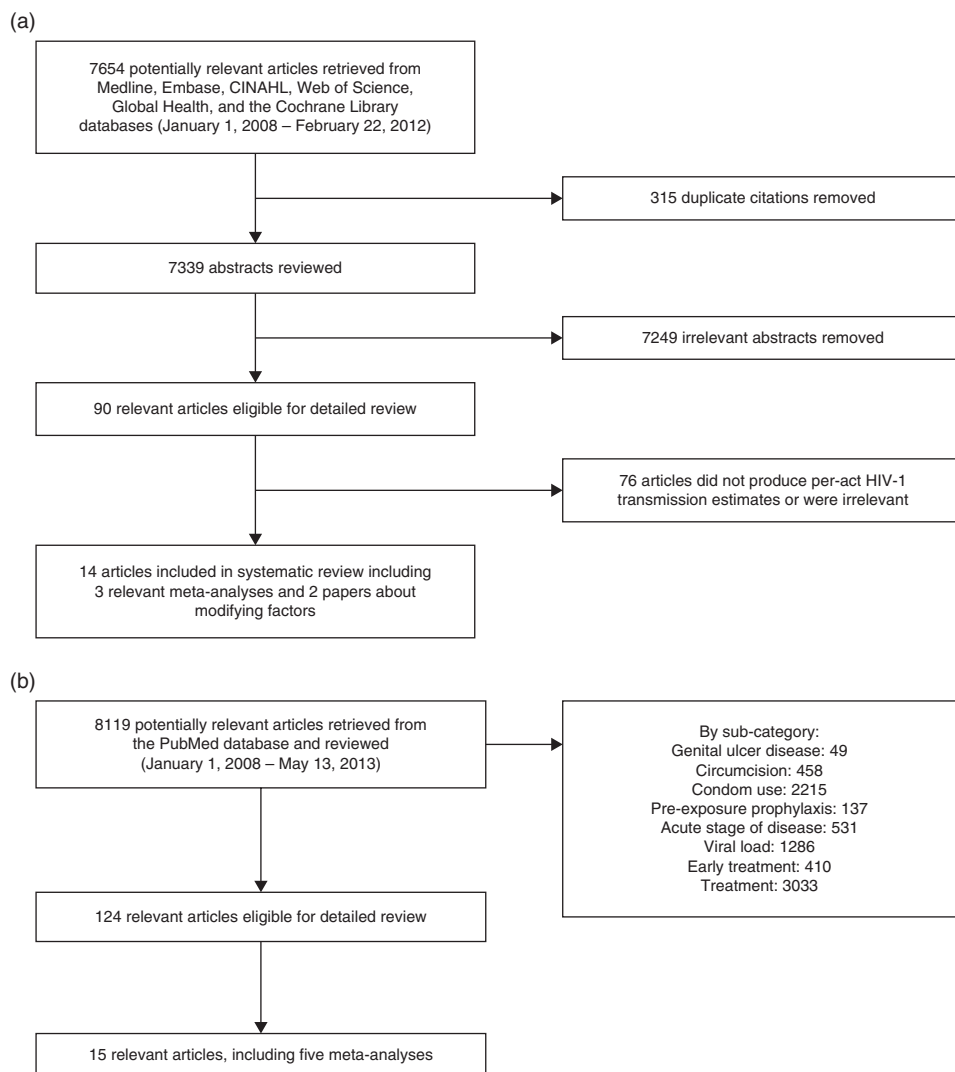 (a)
7654 potentially relevant articles retrieved from
Medline, Embase, CINAHL, Web of Science,
Global Health, and the Cochrane Library
databases (January 1, 2008 – February 22, 2012)
315 duplicate citations removed
7339 abstracts reviewed
7249 irrelevant abstracts removed
90 relevant articles eligible for detailed review
76 articles did not produce per-act HIV-1
transmission estimates or were irrelevant
14 articles included in systematic review including
3 relevant meta-analyses and 2 papers about
modifying factors
(b)
8119 potentially relevant articles retrieved from
the PubMed database and reviewed
(January 1, 2008 – May 13, 2013)
By sub-category:
Genital ulcer disease: 49
Circumcision: 458
Condom use: 2215
Pre-exposure prophylaxis: 137
Acute stage of disease: 531
Viral load: 1286
Early treatment: 410
Treatment: 3033
124 relevant articles eligible for detailed review
15 relevant articles, including five meta-analyses